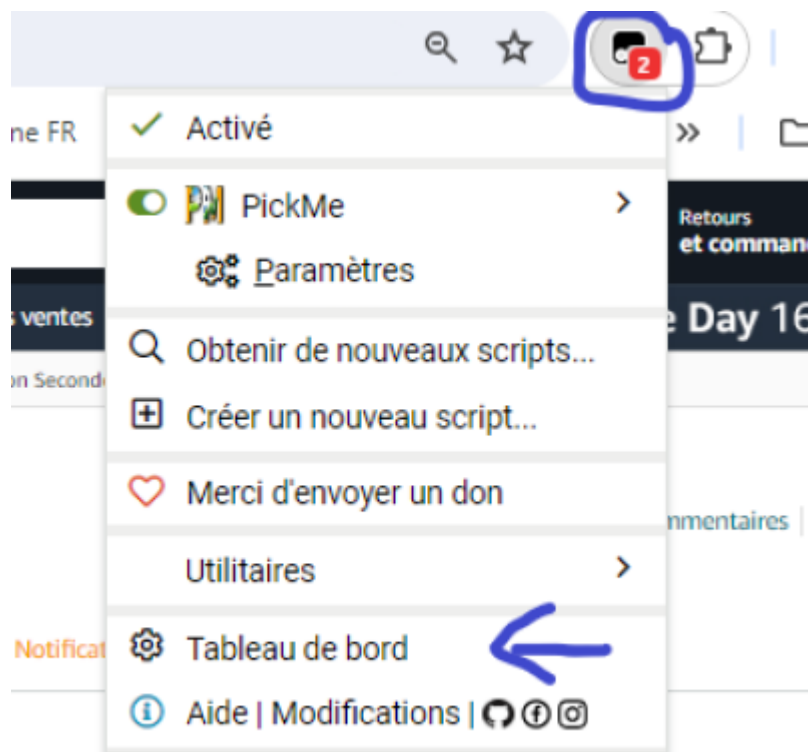 2
Activé
ne FR
PickMe
Retours
et comman
Paramètres
s ventes
e Day 16
Obtenir de nouveaux scripts...
on Second
Créer un nouveau script...
Merci d'envoyer un don
mmentaires
Utilitaires
Notificat
Tableau de bord
Aide | Modifications |